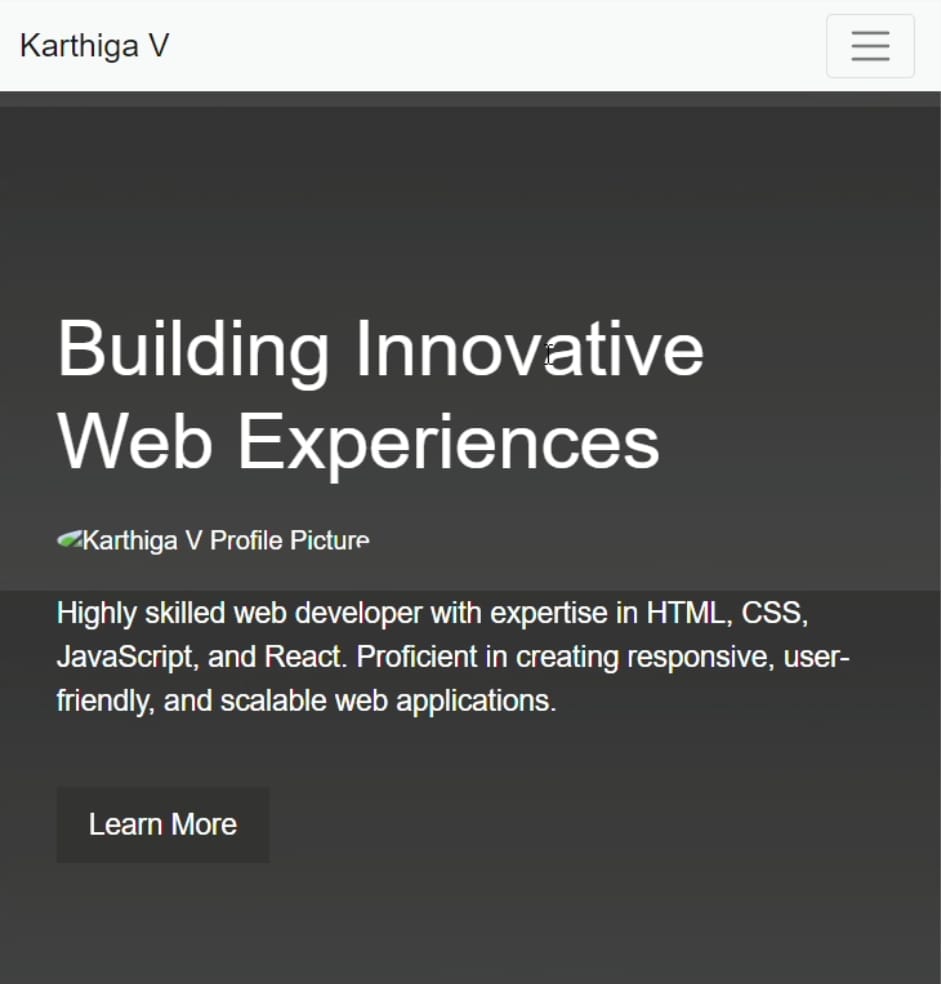 Karthiga V
Building Innovative
Web Experiences
Karthiga V Profile Picture
Highly skilled web developer with expertise in HTML, CSS,
JavaScript, and React. Proficient in creating responsive, user-
friendly, and scalable web applications.
Learn More